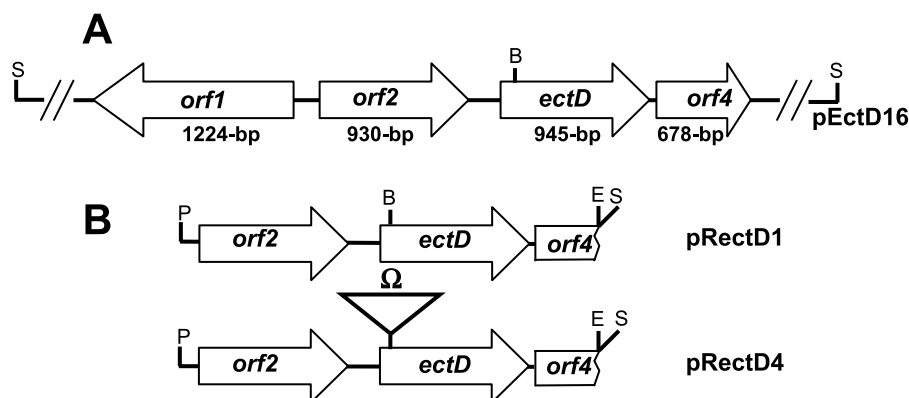 A
S
B
S
orf1
orf2
ectD
orf4
1224-bp
930-bp
945-bp
678-bp
pEctD16
B
P
B
E
S
orf2
ectD
orf4
pRectD1
Ω
P
E
S
orf2
ectD
orf4
pRectD4